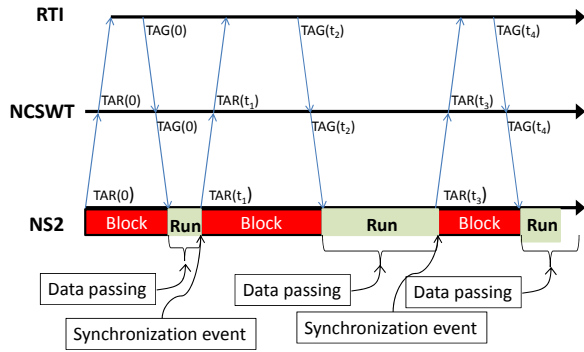 RTI
TAG(0)
TAG(t2)
TAG(t4)
NCSWT
TAR(0)
TAR(t1)
TAR(t3)
TAG(0)
TAG(t2)
TAG(t4)
TAR(0)
TAR(t1)
TAR(t3)
NS2
Block
Run
Block
Run
Block
Run
Data passing
Data passing
Data passing
Synchronization event
Synchronization event